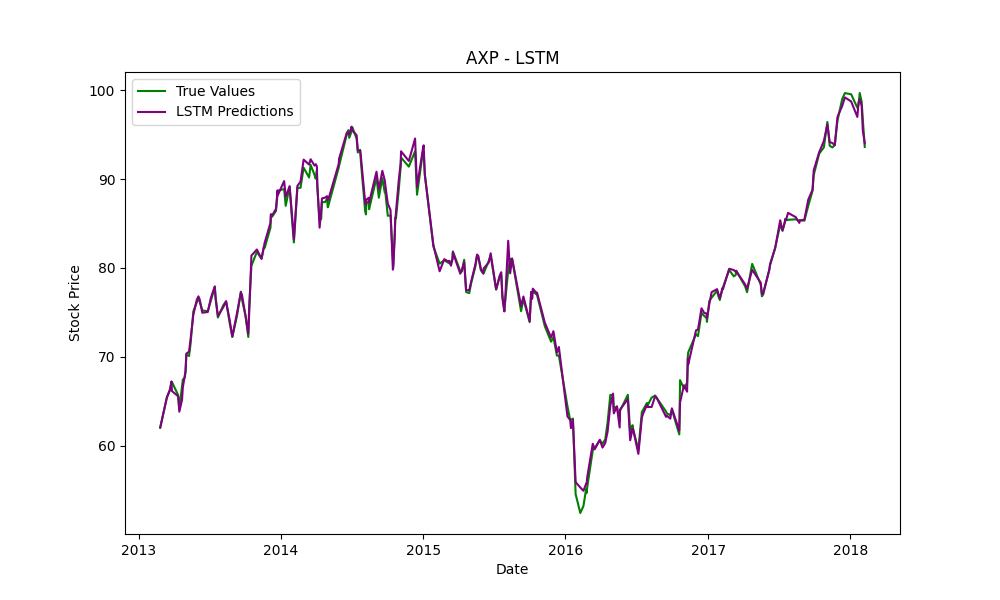 AXP - LSTM
True Values
LSTM Predictions
Stock Price
100
90
80
70
60
2013 2014 2015 2016 2017 2018
Date